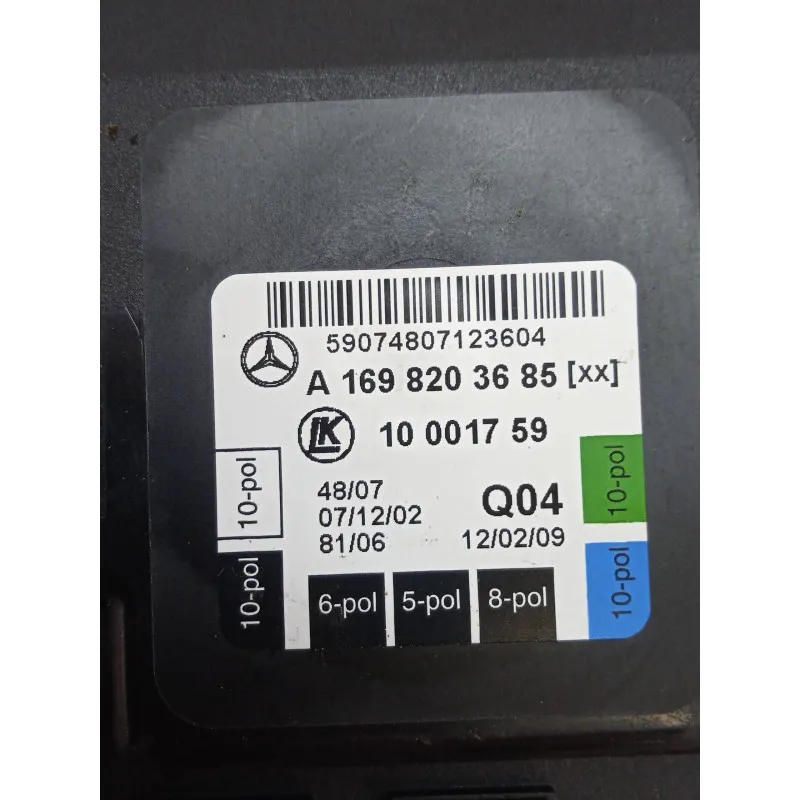 59074807123604
A 169 820 36 85 [xx]
LK 10 0017 59
10-pol
48/07
07/12/02
81/06
Q04
12/02/09
10-pol
10-pol
6-pol
5-pol
8-pol
10-pol